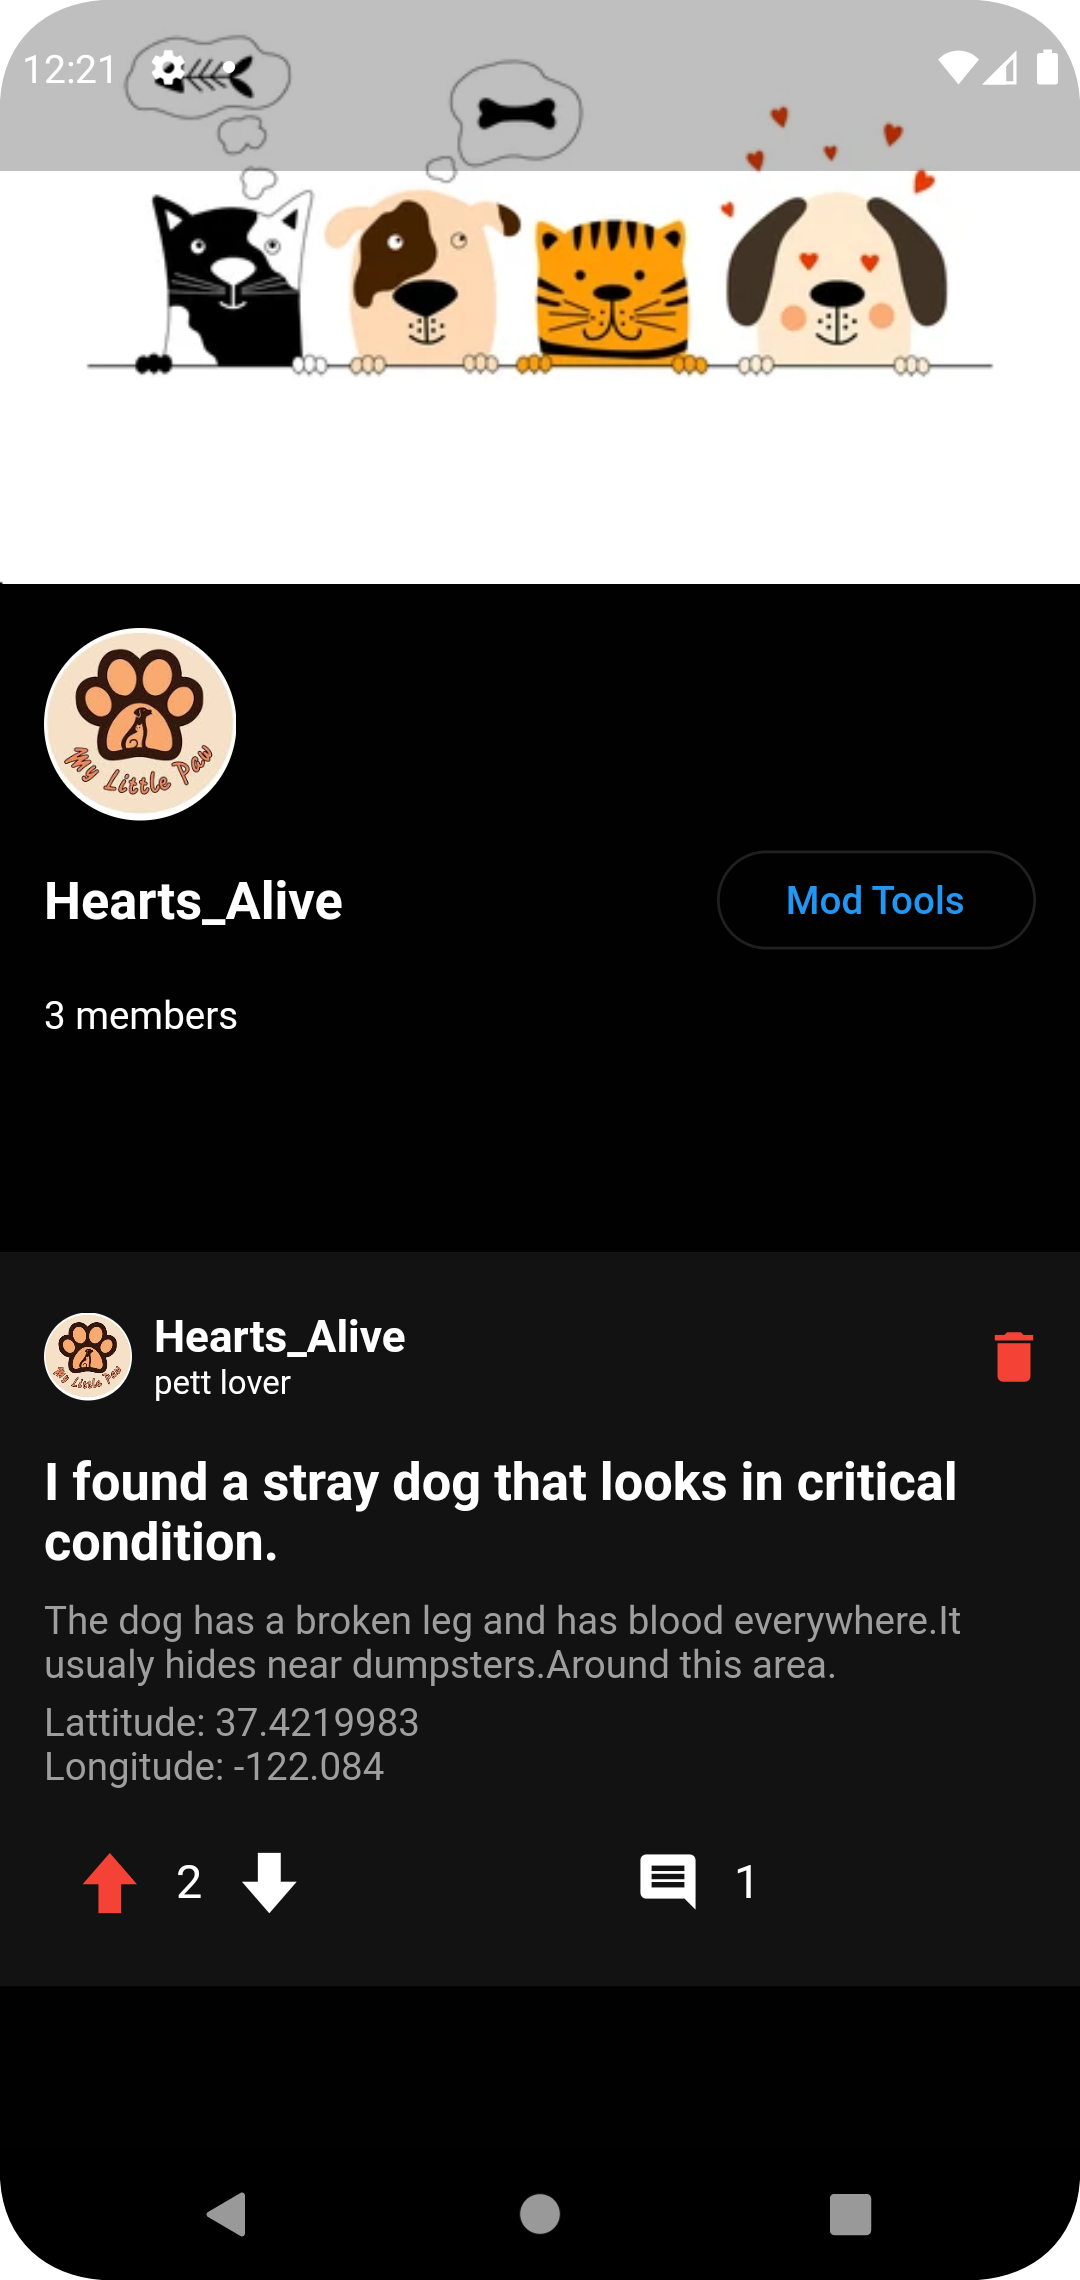 12:21
My Little Paw
Hearts_Alive
Mod Tools
3 members
My Little Paw
Hearts_Alive
pett lover
I found a stray dog that looks in critical
condition.
The dog has a broken leg and has blood everywhere.It
usualy hides near dumpsters.Around this area.
Lattitude: 37.4219983
Longitude: -122.084
2
1